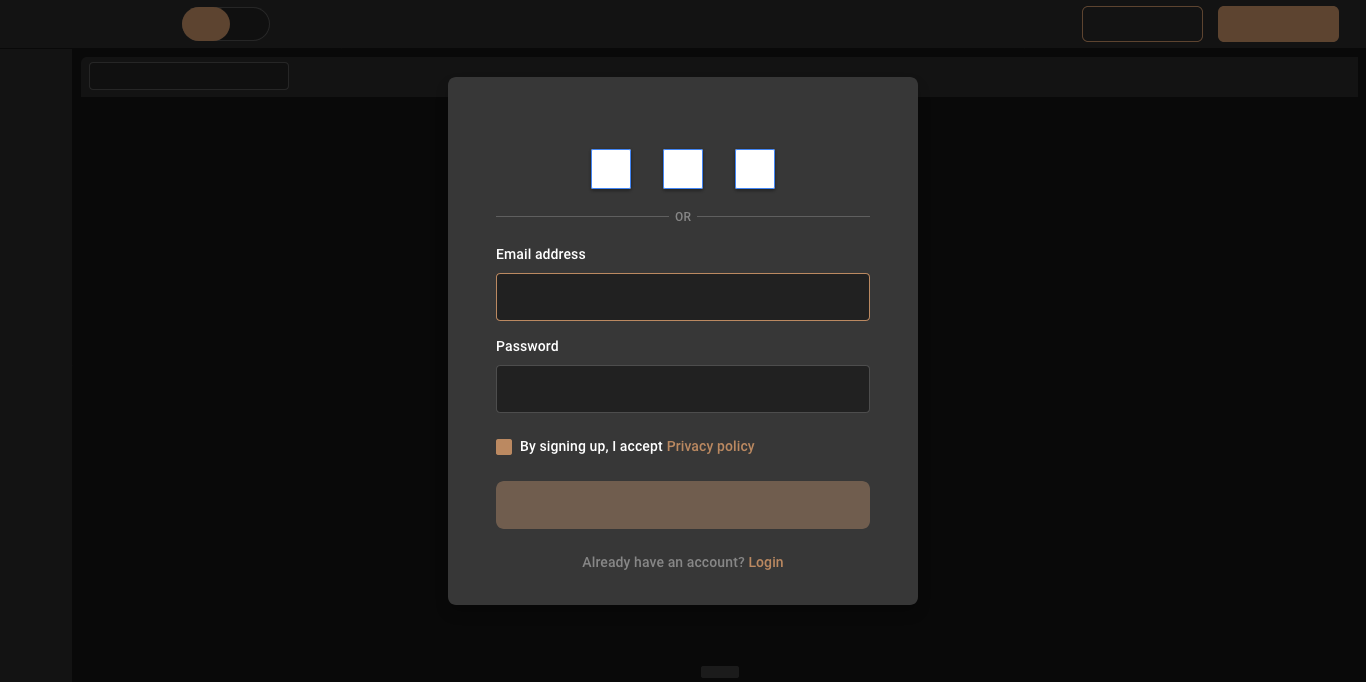 OR
Email address
Password
By signing up, I accept Privacy policy
Already have an account? Login